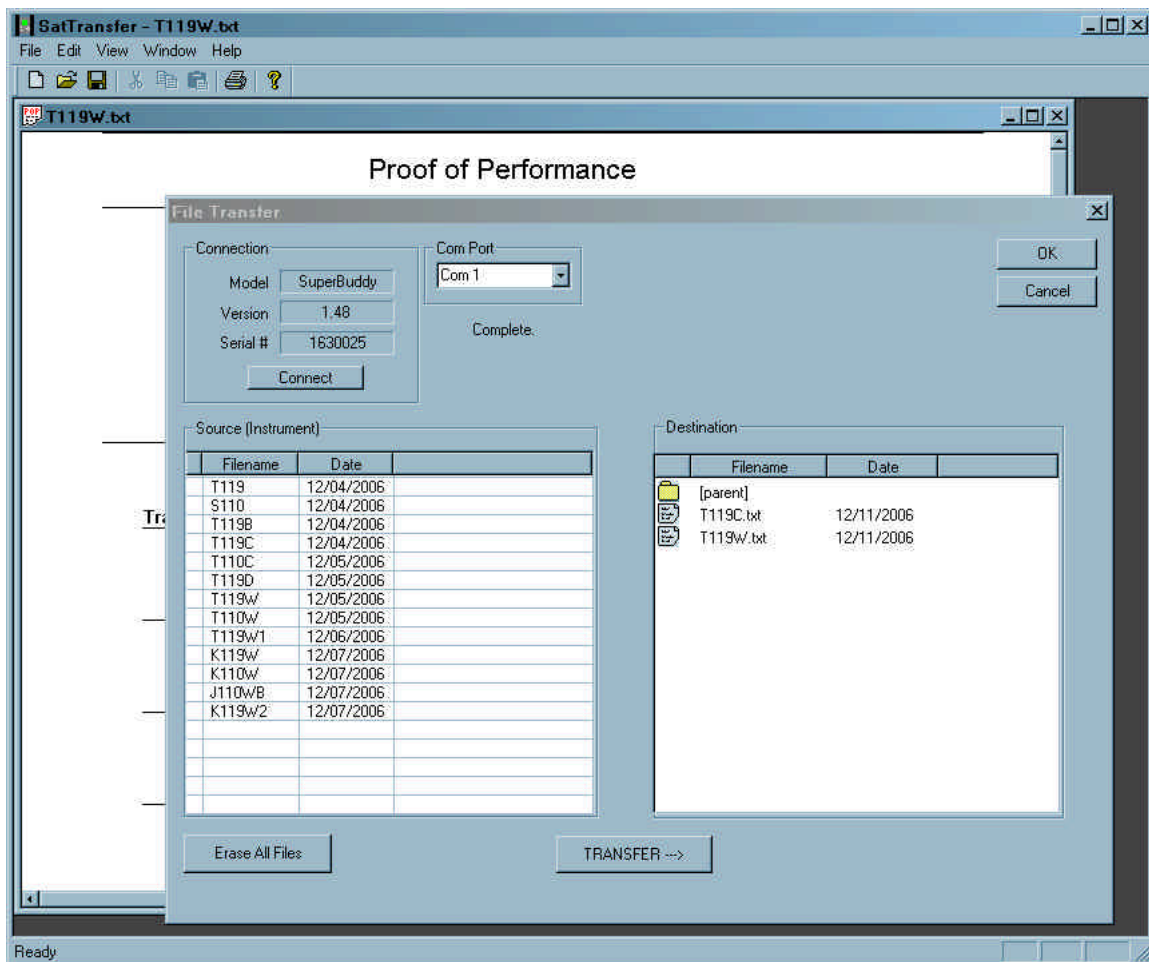 SatTransfer - T119W.txt
File Edit View Window Help
POP T119W.txt
Proof of Performance
File Transfer
Connection
Model SuperBuddy
Version 1.48
Serial # 1630025
Connect
Com Port
Com 1
Complete.
OK
Cancel
Source (Instrument)
Filename Date
T119 12/04/2006
S110 12/04/2006
T119B 12/04/2006
T119C 12/04/2006
T110C 12/05/2006
T119D 12/05/2006
T119W 12/05/2006
T110W 12/05/2006
T119W1 12/06/2006
K119W 12/07/2006
K110W 12/07/2006
J110WB 12/07/2006
K119W2 12/07/2006
Destination
Filename Date
[parent]
T119C.txt 12/11/2006
T119W.txt 12/11/2006
Erase All Files
TRANSFER --->
Ready